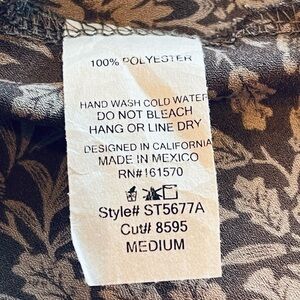 100% POLYESTER
HAND WASH COLD WATER
DO NOT BLEACH
HANG OR LINE DRY
DESIGNED IN CALIFORNIA
MADE IN MEXICO
RN#161570
Style# ST5677A
Cut# 8595
MEDIUM